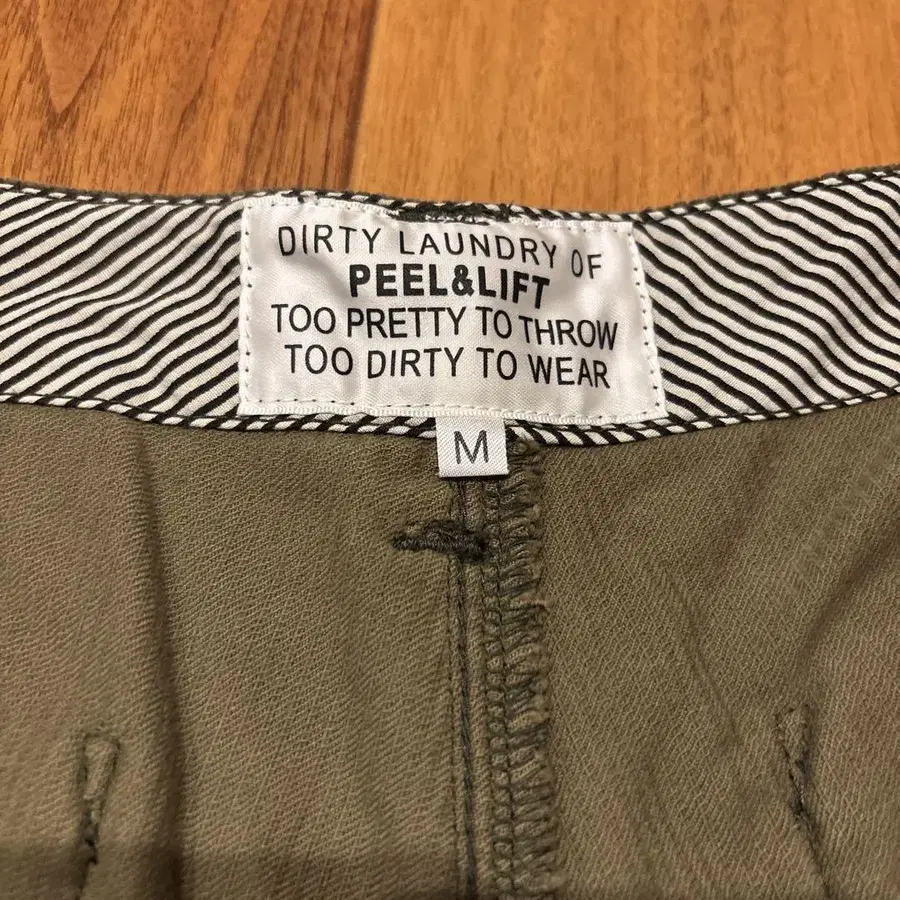 DIRTY LAUNDRY OF
PEEL&LIFT
TOO PRETTY TO THROW
TOO DIRTY TO WEAR
M